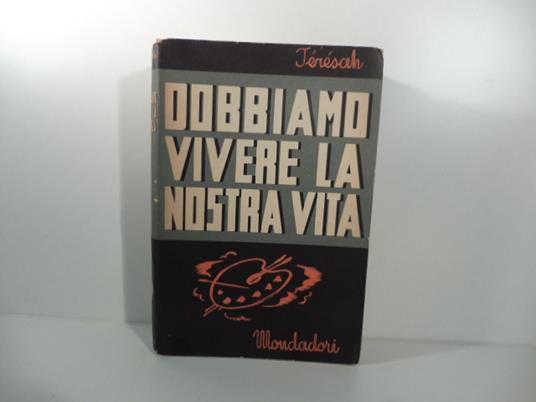 Térésah
DOBBIAMO
VIVERE LA
NOSTRA VITA
Mondadori